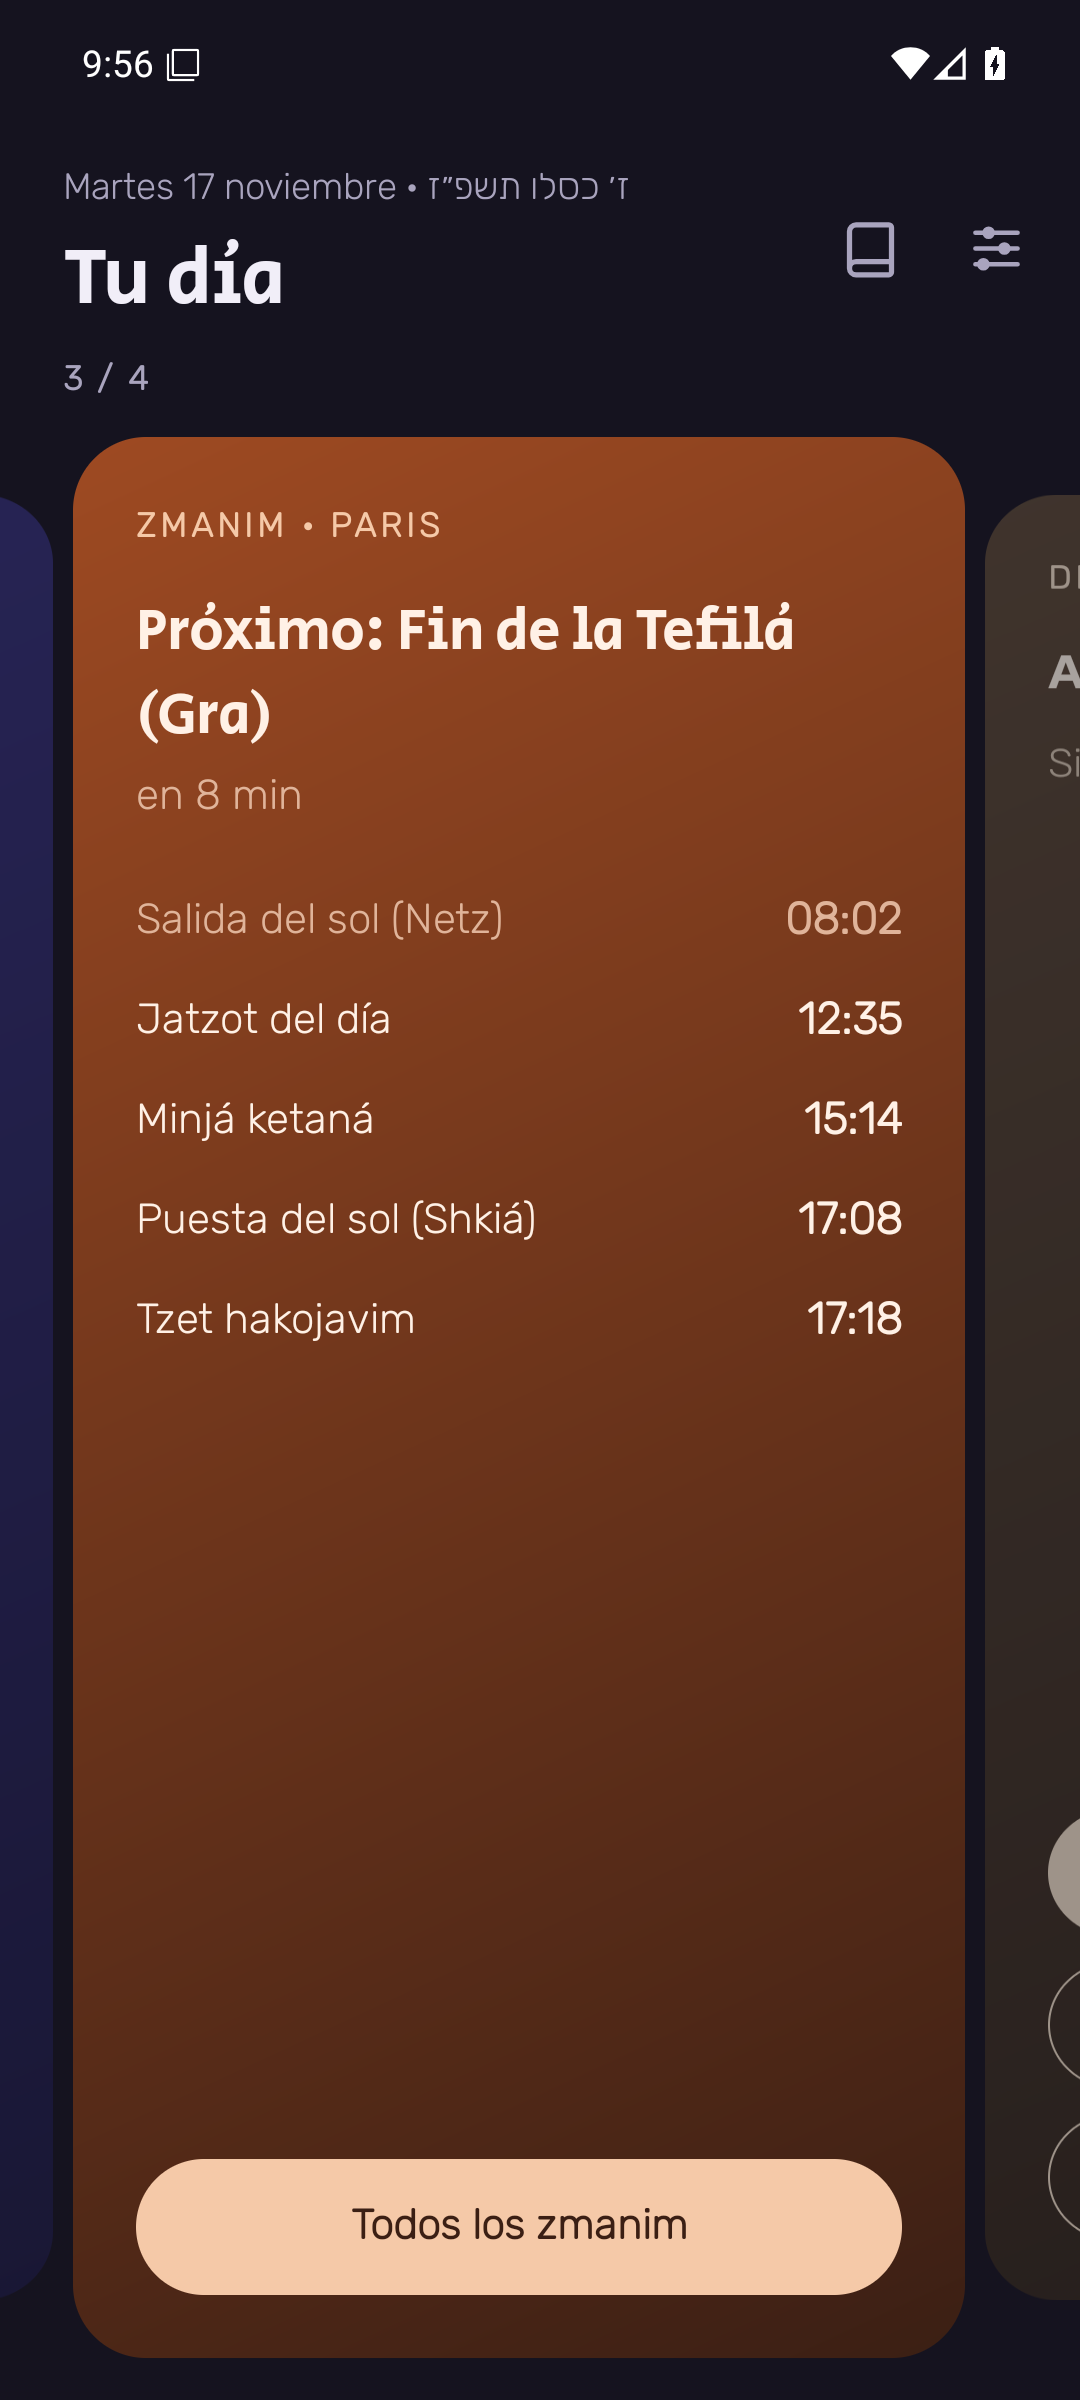 9:56
Martes 17 noviembre • ז׳ כסלו תשפ״ז
Tu día
3 / 4
ZMANIM • PARIS
Próximo: Fin de la Tefilá
(Gra)
en 8 min
Salida del sol (Netz) 08:02
Jatzot del día 12:35
Minjá ketaná 15:14
Puesta del sol (Shkiá) 17:08
Tzet hakojavim 17:18
Todos los zmanim